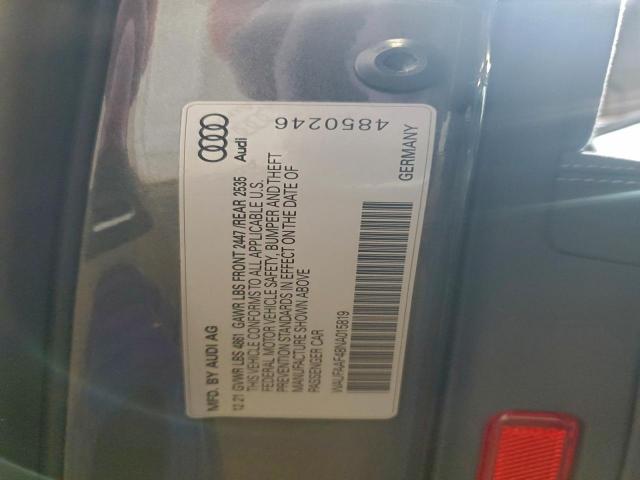 MFD. BY AUDI AG
12 21 GVWR LBS 4861 GAWR LBS FRONT 2447/REAR 2535
THIS VEHICLE CONFORMS TO ALL APPLICABLE U.S.
FEDERAL MOTOR VEHICLE SAFETY, BUMPER AND THEFT
PREVENTION STANDARDS IN EFFECT ON THE DATE OF
MANUFACTURE SHOWN ABOVE
PASSENGER CAR
WAUFAAF48NA015819
Audi
4850246
GERMANY